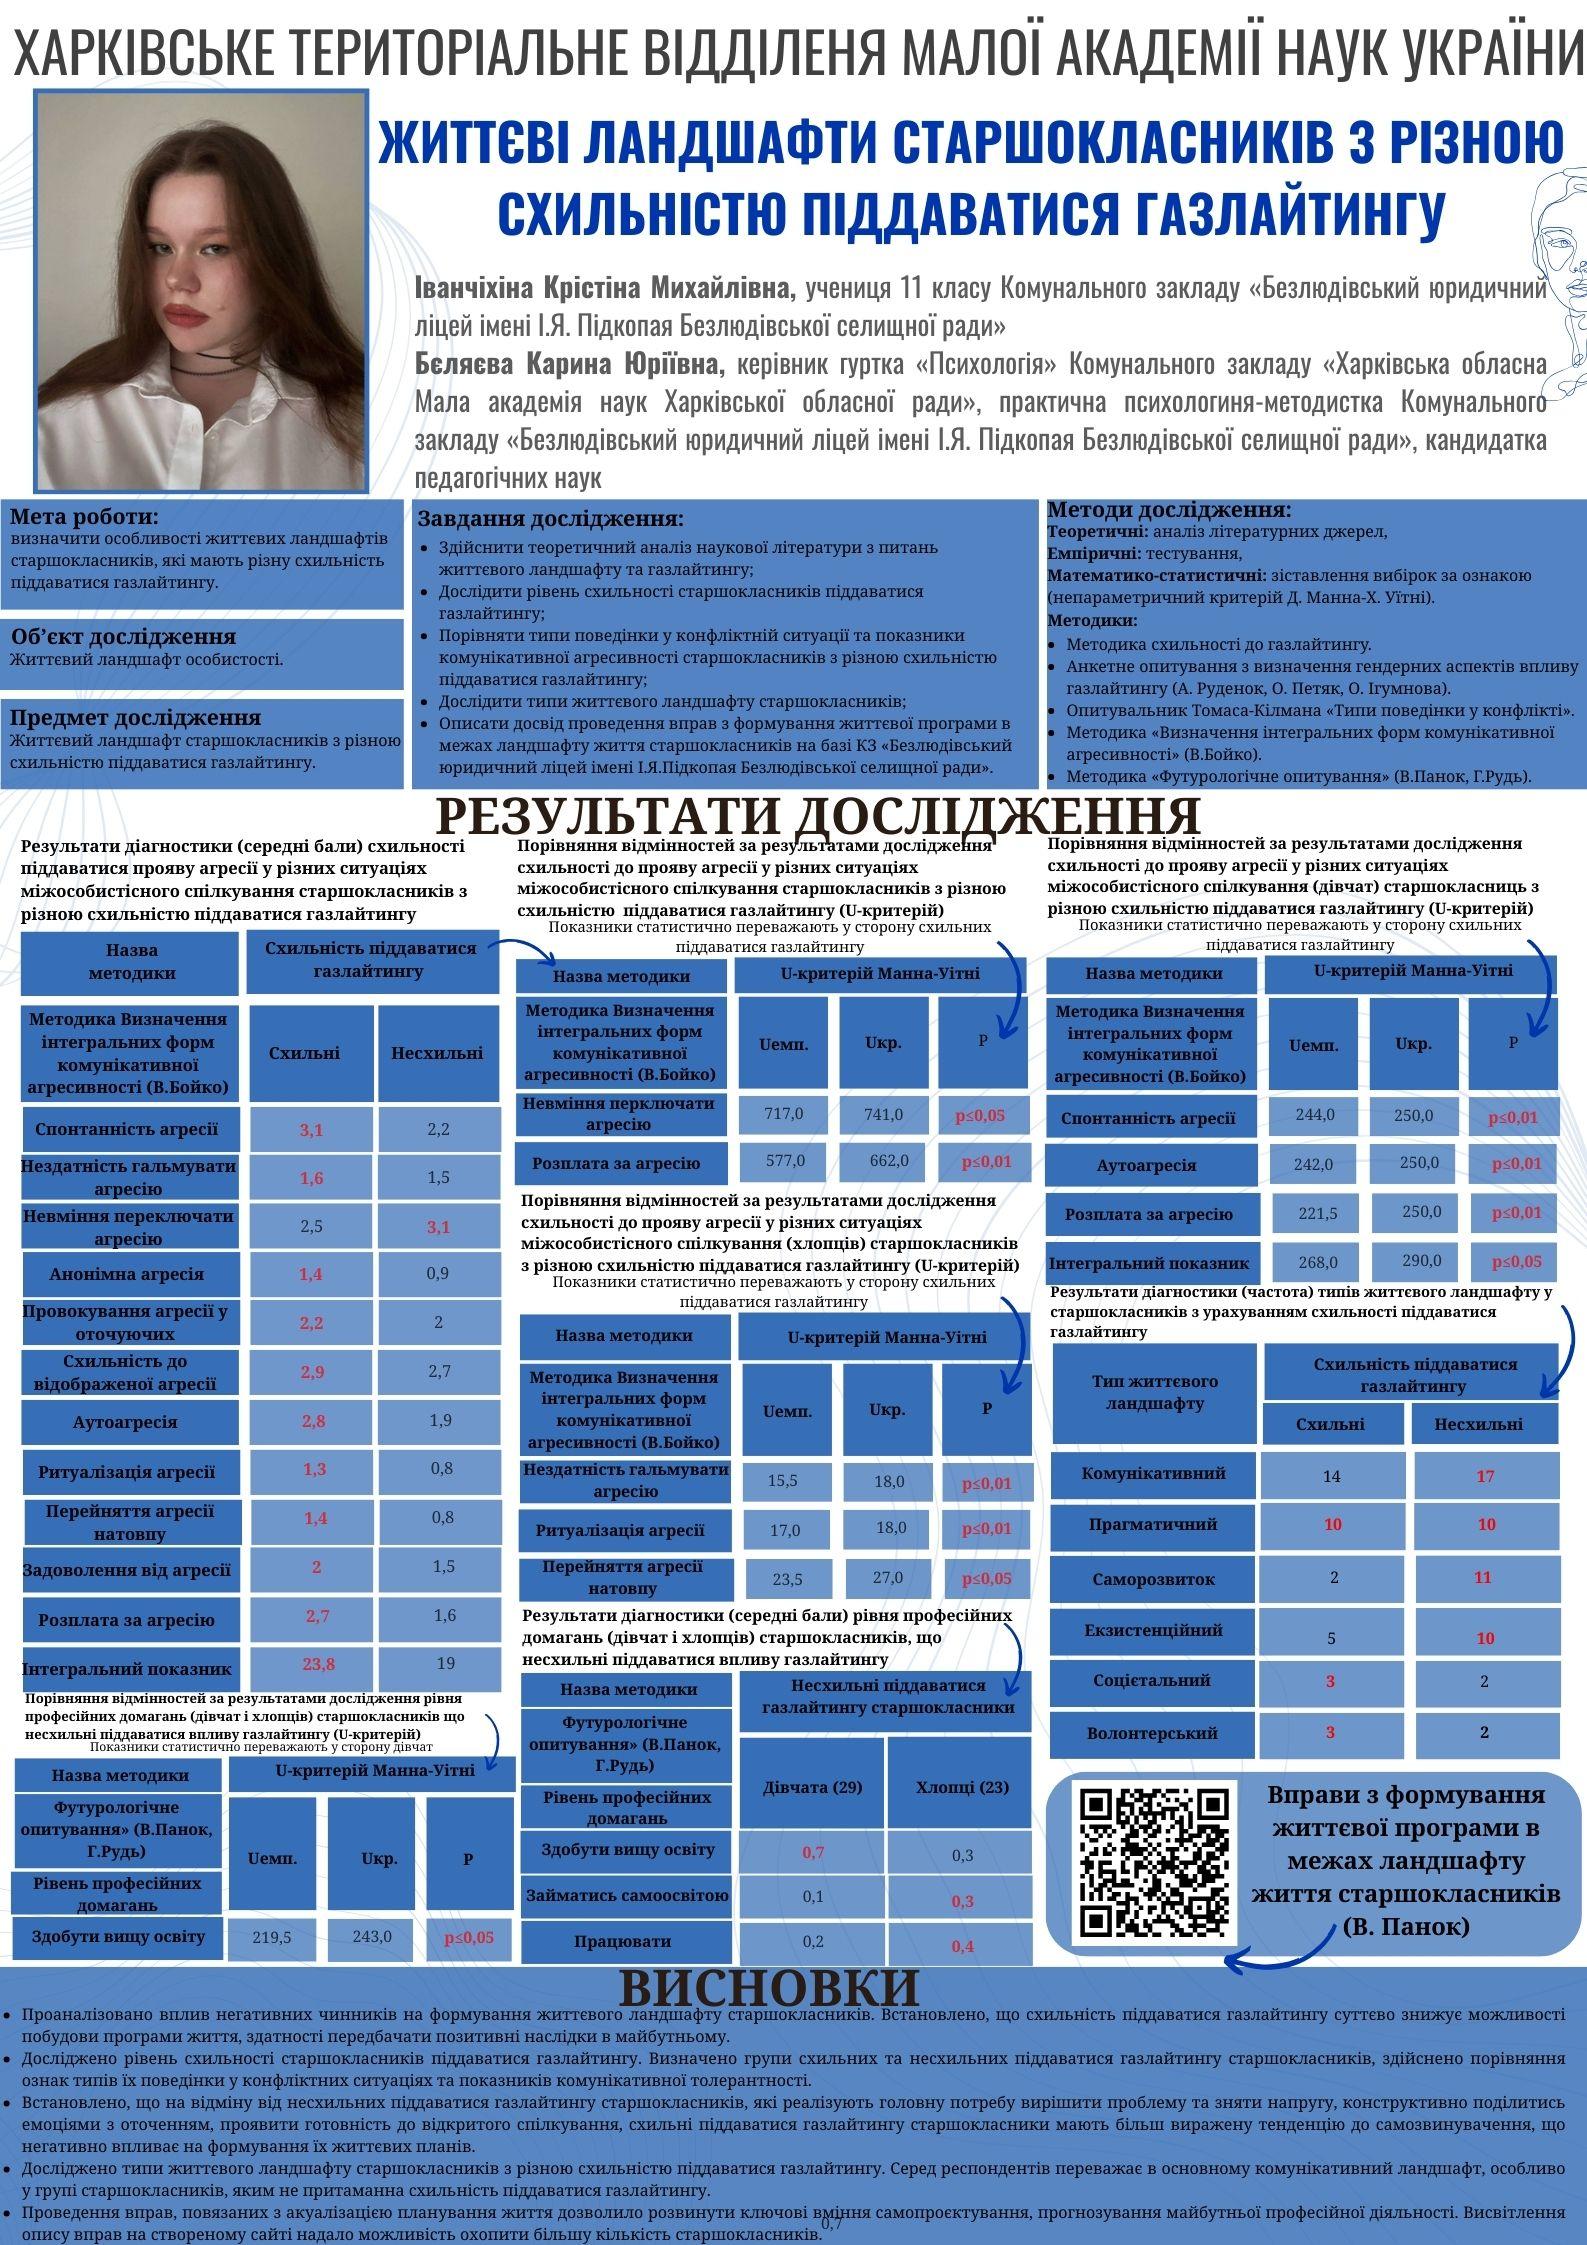 ХАРКІВСЬКЕ ТЕРИТОРІАЛЬНЕ ВІДДІЛЕНЯ МАЛОЇ АКАДЕМІЇ НАУК УКРАЇНИ
ЖИТТЄВІ ЛАНДШАФТИ СТАРШОКЛАСНИКІВ З РІЗНОЮ
СХИЛЬНІСТЮ ПІДДАВАТИСЯ ГАЗЛАЙТИНГУ
Іванчіхіна Крістіна Михайлівна, учениця 11 класу Комунального закладу «Безлюдівський юридичний
ліцей імені І.Я. Підкопая Безлюдівської селищної ради»
Бєляєва Карина Юріївна, керівник гуртка «Психологія» Комунального закладу «Харківська обласна
Мала академія наук Харківської обласної ради», практична психологиня-методистка Комунального
закладу «Безлюдівський юридичний ліцей імені І.Я. Підкопая Безлюдівської селищної ради», кандидатка
педагогічних наук
Мета роботи:
визначити особливості життєвих ландшафтів
старшокласників, які мають різну схильність
піддаватися газлайтингу.
Об’єкт дослідження
Життєвий ландшафт особистості.
Предмет дослідження
Життєвий ландшафт старшокласників з різною
схильністю піддаватися газлайтингу.
Завдання дослідження:
• Здійснити теоретичний аналіз наукової літератури з питань
життєвого ландшафту та газлайтингу;
• Дослідити рівень схильності старшокласників піддаватися
газлайтингу;
• Порівняти типи поведінки у конфліктній ситуації та показники
комунікативної агресивності старшокласників з різною схильністю
піддаватися газлайтингу;
• Дослідити типи життєвого ландшафту старшокласників;
• Описати досвід проведення вправ з формування життєвої програми в
межах ландшафту життя старшокласників на базі КЗ «Безлюдівський
юридичний ліцей імені І.Я.Підкопая Безлюдівської селищної ради».
Методи дослідження:
Теоретичні: аналіз літературних джерел,
Емпіричні: тестування,
Математико-статистичні: зіставлення вибірок за ознакою
(непараметричний критерій Д. Манна-Х. Уїтні).
Методики:
• Методика схильності до газлайтингу.
• Анкетне опитування з визначення гендерних аспектів впливу
газлайтингу (А. Руденок, О. Петяк, О. Ігумнова).
• Опитувальник Томаса-Кілмана «Типи поведінки у конфлікті».
• Методика «Визначення інтегральних форм комунікативної
агресивності» (В.Бойко).
• Методика «Футурологічне опитування» (В.Панок, Г.Рудь).
РЕЗУЛЬТАТИ ДОСЛІДЖЕННЯ
Результати діагностики (середні бали) схильності
піддаватися прояву агресії у різних ситуаціях
міжособистісного спілкування старшокласників з
різною схильністю піддаватися газлайтингу
Назва
методики
Схильність піддаватися
газлайтингу
Методика Визначення
інтегральних форм
комунікативної
агресивності (В.Бойко)
Схильні Несхильні
Спонтанність агресії 3,1 2,2
Нездатність гальмувати
агресію 1,6 1,5
Невміння переключати
агресію 2,5 3,1
Анонімна агресія 1,4 0,9
Провокування агресії у
оточуючих 2,2 2
Схильність до
відображеної агресії 2,9 2,7
Аутоагресія 2,8 1,9
Ритуалізація агресії 1,3 0,8
Перейняття агресії
натовпу 1,4 0,8
Задоволення від агресії 2 1,5
Розплата за агресію 2,7 1,6
Інтегральний показник 23,8 19
Порівняння відмінностей за результатами дослідження рівня
професійних домагань (дівчат і хлопців) старшокласників що
несхильні піддаватися впливу газлайтингу (U-критерій)
Показники статистично переважають у сторону дівчат
Назва методики U-критерій Манна-Уітні
Футурологічне
опитування» (В.Панок,
Г.Рудь)
Рівень професійних
домагань
Uемп. Uкр. Р
Здобути вищу освіту 219,5 243,0 p≤0,05
Порівняння відмінностей за результатами дослідження
схильності до прояву агресії у різних ситуаціях
міжособистісного спілкування старшокласників з різною
схильністю піддаватися газлайтингу (U-критерій)
Показники статистично переважають у сторону схильних
піддаватися газлайтингу
Назва методики U-критерій Манна-Уітні
Методика Визначення
інтегральних форм
комунікативної
агресивності (В.Бойко)
Uемп. Uкр. Р
Невміння перключати
агресію 717,0 741,0 p≤0,05
Розплата за агресію 577,0 662,0 p≤0,01
Порівняння відмінностей за результатами дослідження
схильності до прояву агресії у різних ситуаціях
міжособистісного спілкування (хлопців) старшокласників
з різною схильністю піддаватися газлайтингу (U-критерій)
Показники статистично переважають у сторону схильних
піддаватися газлайтингу
Назва методики U-критерій Манна-Уітні
Методика Визначення
інтегральних форм
комунікативної
агресивності (В.Бойко)
Uемп. Uкр. Р
Нездатність гальмувати
агресію 15,5 18,0 p≤0,01
Ритуалізація агресії 17,0 18,0 p≤0,01
Перейняття агресії
натовпу 23,5 27,0 p≤0,05
Результати діагностики (середні бали) рівня професійних
домагань (дівчат і хлопців) старшокласників, що
несхильні піддаватися впливу газлайтингу
Назва методики
Несхильні піддаватися
газлайтингу старшокласники
Футурологічне
опитування» (В.Панок,
Г.Рудь)
Рівень професійних
домагань
Дівчата (29) Хлопці (23)
Здобути вищу освіту 0,7 0,3
Займатись самоосвітою 0,1 0,3
Працювати 0,2 0,4
Порівняння відмінностей за результатами дослідження
схильності до прояву агресії у різних ситуаціях
міжособистісного спілкування (дівчат) старшокласниць з
різною схильністю піддаватися газлайтингу (U-критерій)
Показники статистично переважають у сторону схильних
піддаватися газлайтингу
Назва методики U-критерій Манна-Уітні
Методика Визначення
інтегральних форм
комунікативної
агресивності (В.Бойко)
Uемп. Uкр. Р
Спонтанність агресії 244,0 250,0 p≤0,01
Аутоагресія 242,0 250,0 p≤0,01
Розплата за агресію 221,5 250,0 p≤0,01
Інтегральний показник 268,0 290,0 p≤0,05
Результати діагностики (частота) типів життєвого ландшафту у
старшокласників з урахуванням схильності піддаватися
газлайтингу
Тип життєвого
ландшафту
Схильність піддаватися
газлайтингу
Схильні Несхильні
Комунікативний 14 17
Прагматичний 10 10
Саморозвиток 2 11
Екзистенційний 5 10
Соцієтальний 3 2
Волонтерський 3 2
Вправи з формування
життєвої програми в
межах ландшафту
життя старшокласників
(В. Панок)
ВИСНОВКИ
• Проаналізовано вплив негативних чинників на формування життєвого ландшафту старшокласників. Встановлено, що схильність піддаватися газлайтингу суттєво знижує можливості
побудови програми життя, здатності передбачати позитивні наслідки в майбутньому.
• Досліджено рівень схильності старшокласників піддаватися газлайтингу. Визначено групи схильних та несхильних піддаватися газлайтингу старшокласників, здійснено порівняння
ознак типів їх поведінки у конфліктних ситуаціях та показників комунікативної толерантності.
• Встановлено, що на відміну від несхильних піддаватися газлайтингу старшокласників, які реалізують головну потребу вирішити проблему та зняти напругу, конструктивно поділитись
емоціями з оточенням, проявити готовність до відкритого спілкування, схильні піддаватися газлайтингу старшокласники мають більш виражену тенденцію до самозвинувачення, що
негативно впливає на формування їх життєвих планів.
• Досліджено типи життєвого ландшафту старшокласників з різною схильністю піддаватися газлайтингу. Серед респондентів переважає в основному комунікативний ландшафт, особливо
у групі старшокласників, яким не притаманна схильність піддаватися газлайтингу.
• Проведення вправ, повязаних з акуалізацією планування життя дозволило розвинути ключові вміння самопроєктування, прогнозування майбутньої професійної діяльності. Висвітлення
опису вправ на створеному сайті надало можливість охопити більшу кількість старшокласників.
0,7